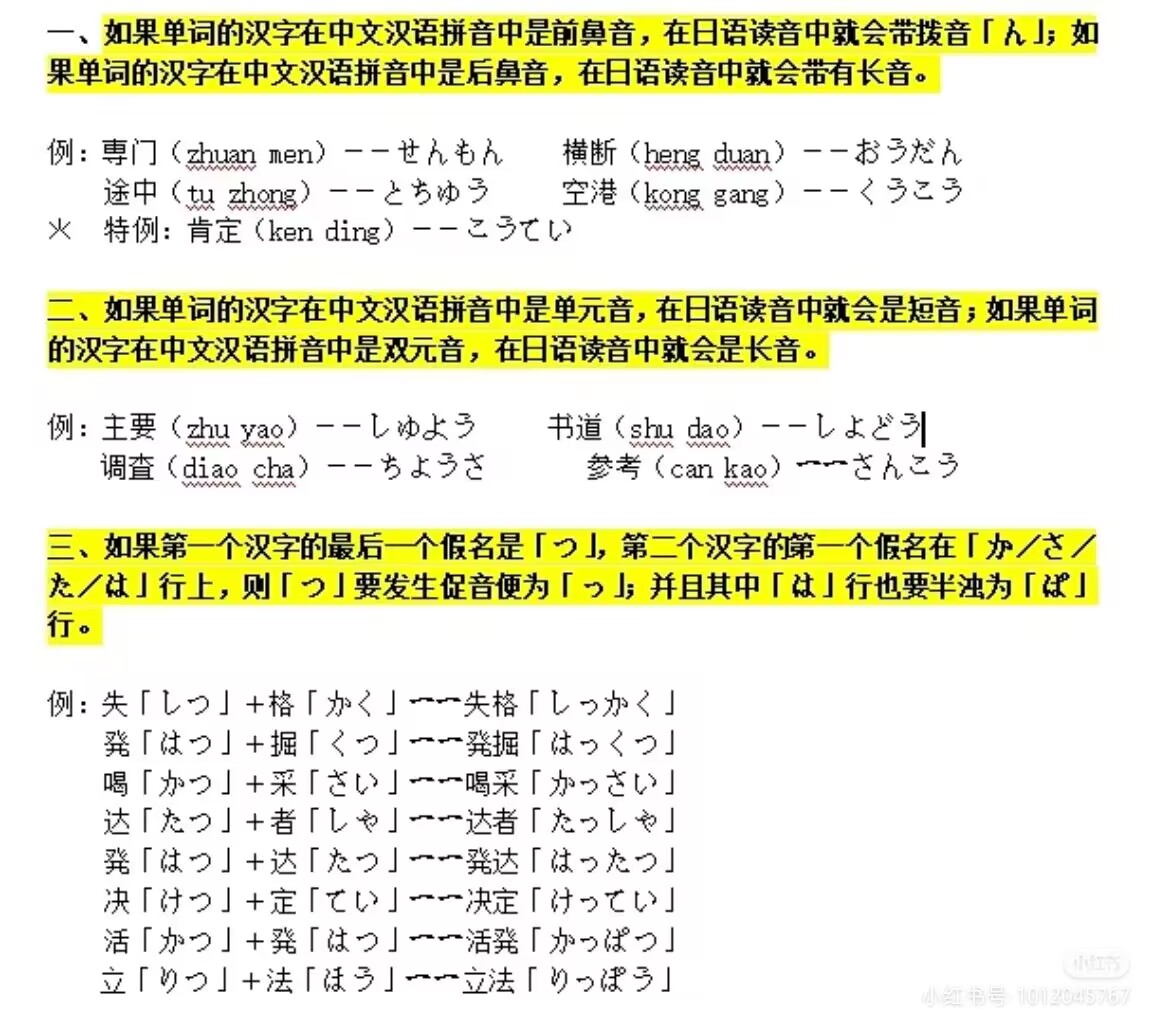 一、如果单词的汉字在中文汉语拼音中是前鼻音，在日语读音中就会带拨音「ん」；如
果单词的汉字在中文汉语拼音中是后鼻音，在日语读音中就会带有长音。
例：専门（zhuan men）－－せんもん 横断（heng duan）－－おうだん
途中（tu zhong）－－とちゆう 空港（kong gang）－－くうこう
※ 特例：肯定（ken ding）－－こうてい
二、如果单词的汉字在中文汉语拼音中是单元音，在日语读音中就会是短音；如果单词
的汉字在中文汉语拼音中是双元音，在日语读音中就会是长音。
例：主要（zhu yao）－－しゅよう 书道（shu dao）－－しよどう
调査（diao cha）－－ちようさ 参考（can kao）——さんこう
三、如果第一个汉字的最后一个假名是「つ」，第二个汉字的第一个假名在「か／さ／
た／は」行上，则「つ」要发生促音便为「っ」；并且其中「は」行也要半浊为「ぱ」
行。
例：失「しつ」＋格「かく」——失格「しっかく」
発「はつ」＋掘「くつ」——発掘「はっくつ」
喝「かつ」＋采「さい」——喝采「かっさい」
达「たつ」＋者「しゃ」——达者「たっしゃ」
発「はつ」＋达「たつ」——発达「はったつ」
决「けつ」＋定「てい」——决定「けってい」
活「かつ」＋発「はつ」——活発「かっぱつ」
立「りつ」＋法「ほう」——立法「りっぽう」
小红书
小红书号 1012045767